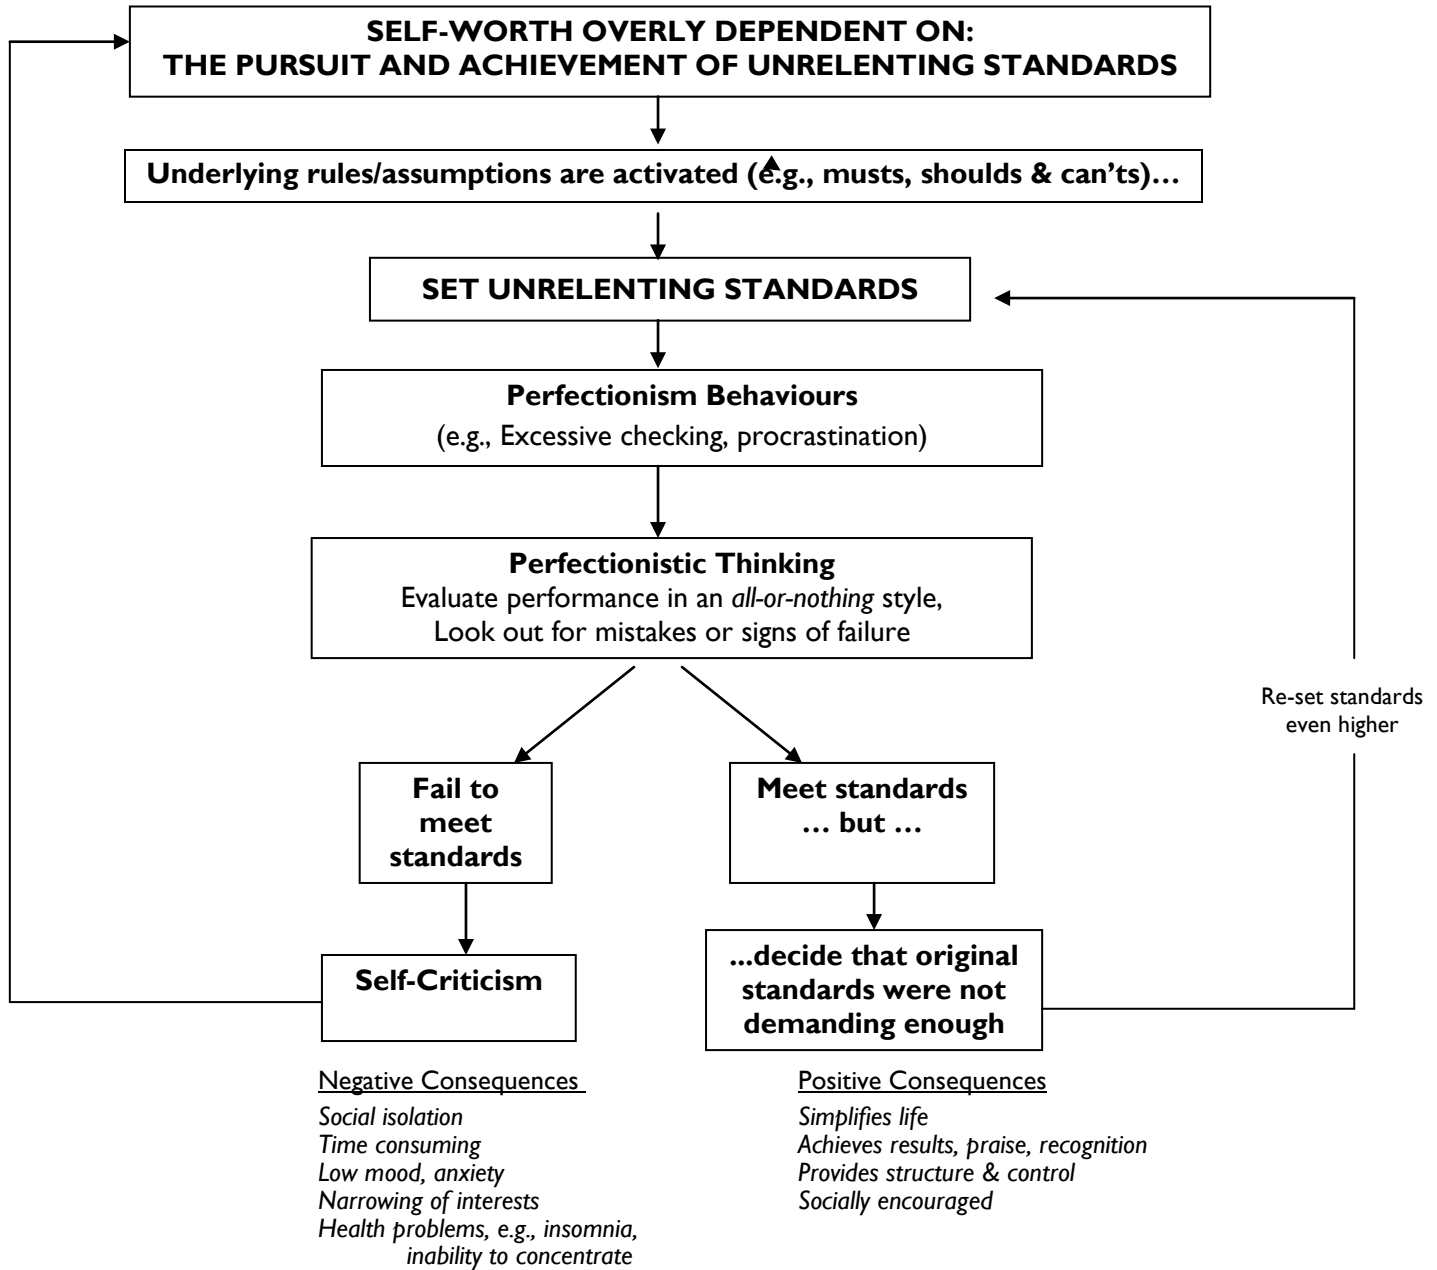 SELF-WORTH OVERLY DEPENDENT ON:
THE PURSUIT AND ACHIEVEMENT OF UNRELENTING STANDARDS
Underlying rules/assumptions are activated (e.g., musts, shoulds & can'ts)…
SET UNRELENTING STANDARDS
Perfectionism Behaviours
(e.g., Excessive checking, procrastination)
Perfectionistic Thinking
Evaluate performance in an all-or-nothing style,
Look out for mistakes or signs of failure
Re-set standards
even higher
Fail to
meet
standards
Meet standards
… but …
Self-Criticism
...decide that original
standards were not
demanding enough
Negative Consequences
Social isolation
Time consuming
Low mood, anxiety
Narrowing of interests
Health problems, e.g., insomnia,
inability to concentrate
Positive Consequences
Simplifies life
Achieves results, praise, recognition
Provides structure & control
Socially encouraged